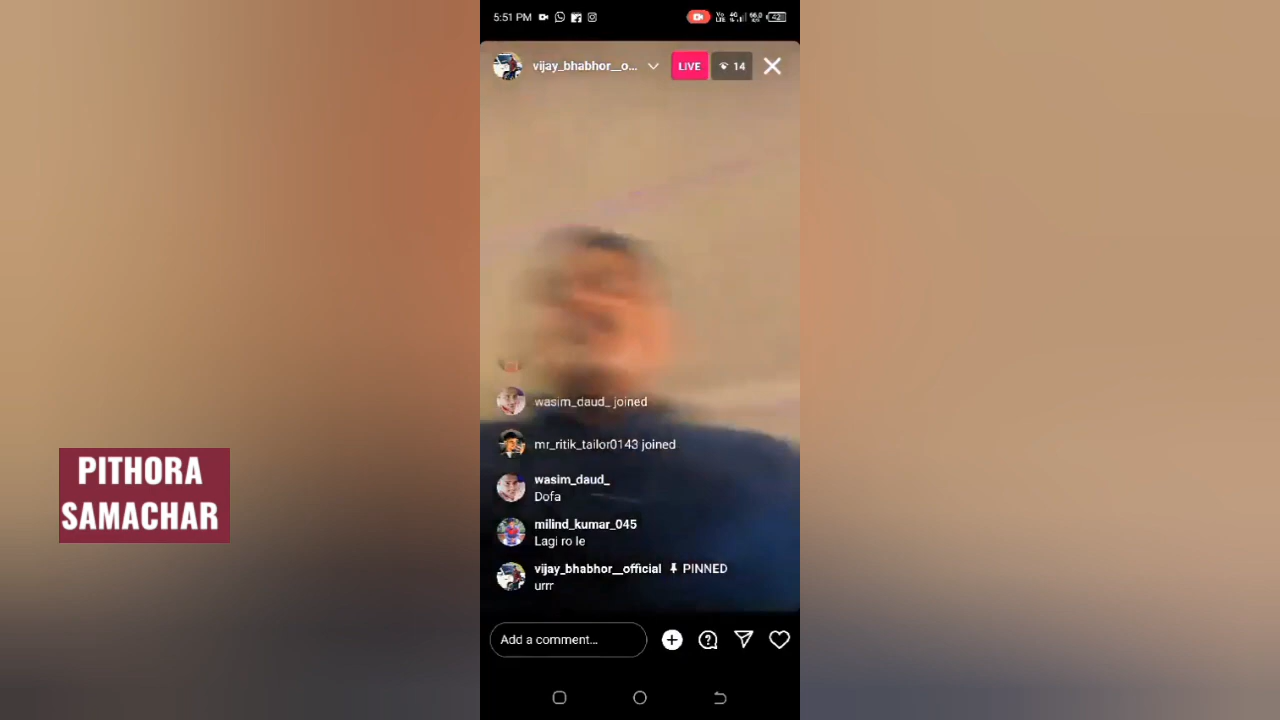 5:51 PM
42
vijay_bhabhor__o...
LIVE
14
wasim_daud_ joined
mr_ritik_tailor0143 joined
wasim_daud_
Dofa
milind_kumar_045
Lagi ro le
vijay_bhabhor__official PINNED
urrr
Add a comment...
PITHORA
SAMACHAR